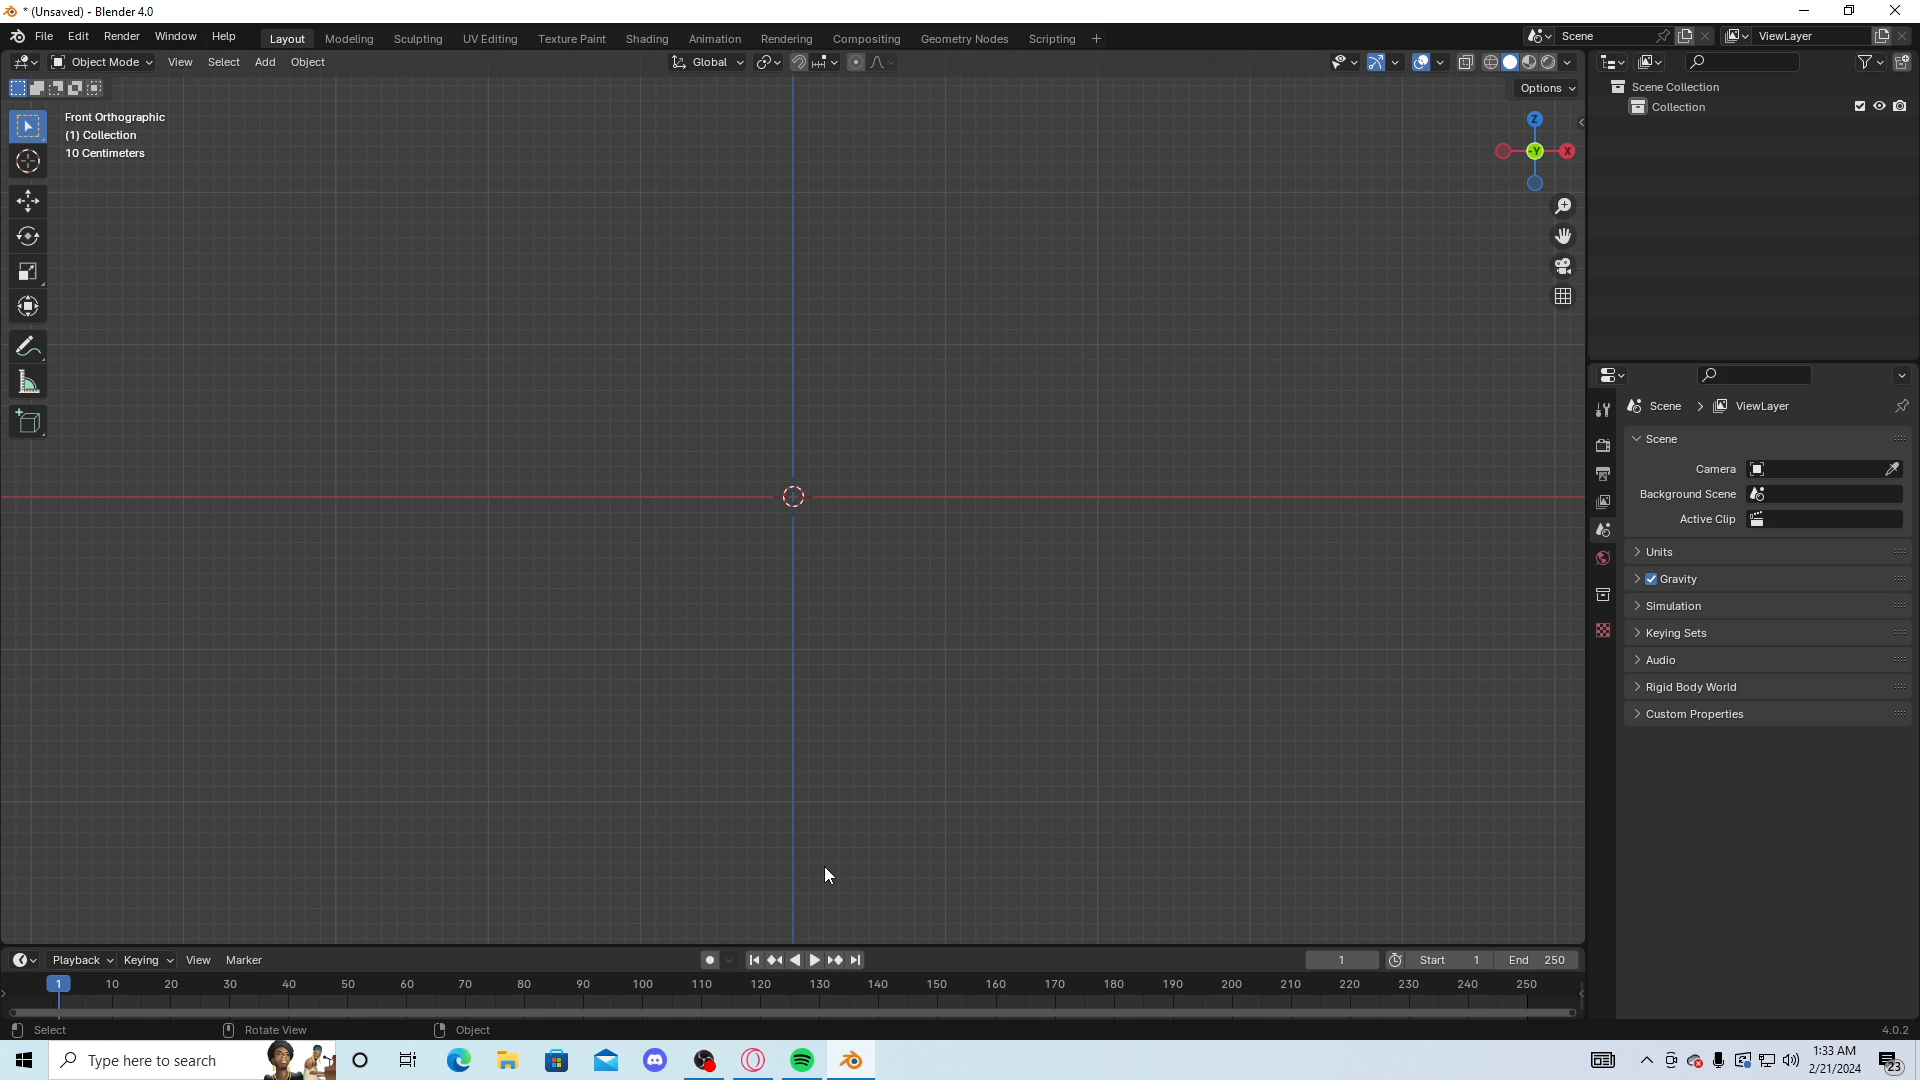 * (Unsaved) - Blender 4.0
File Edit Render Window Help Layout Modeling Sculpting UV Editing Texture Paint Shading Animation Rendering Compositing Geometry Nodes Scripting + Scene ViewLayer
Object Mode View Select Add Object Global
Options
Front Orthographic
(1) Collection
10 Centimeters
Z
-Y
X
Scene Collection
Collection
Scene > ViewLayer
Scene
Camera
Background Scene
Active Clip
Units
Gravity
Simulation
Keying Sets
Audio
Rigid Body World
Custom Properties
Playback Keying View Marker 1 Start 1 End 250
1 10 20 30 40 50 60 70 80 90 100 110 120 130 140 150 160 170 180 190 200 210 220 230 240 250
Select Rotate View Object 4.0.2
Type here to search
1:33 AM
2/21/2024
23